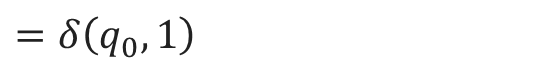 = δ(q₀, 1)